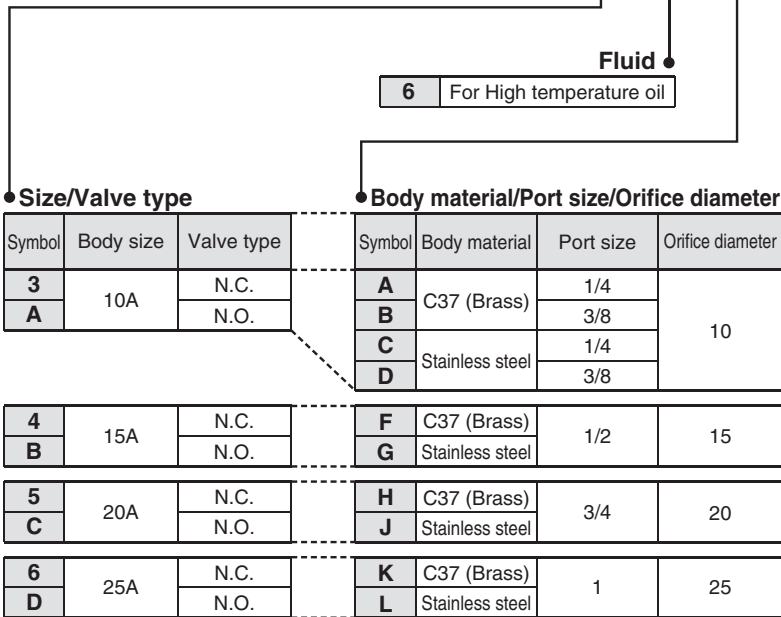 Fluid
6 For High temperature oil
Size/Valve type
Symbol Body size Valve type
3 10A N.C.
A N.O.
4 15A N.C.
B N.O.
5 20A N.C.
C N.O.
6 25A N.C.
D N.O.
Body material/Port size/Orifice diameter
Symbol Body material Port size Orifice diameter
A C37 (Brass) 1/4 10
B 3/8
C Stainless steel 1/4
D 3/8
F C37 (Brass) 1/2 15
G Stainless steel
H C37 (Brass) 3/4 20
J Stainless steel
K C37 (Brass) 1 25
L Stainless steel